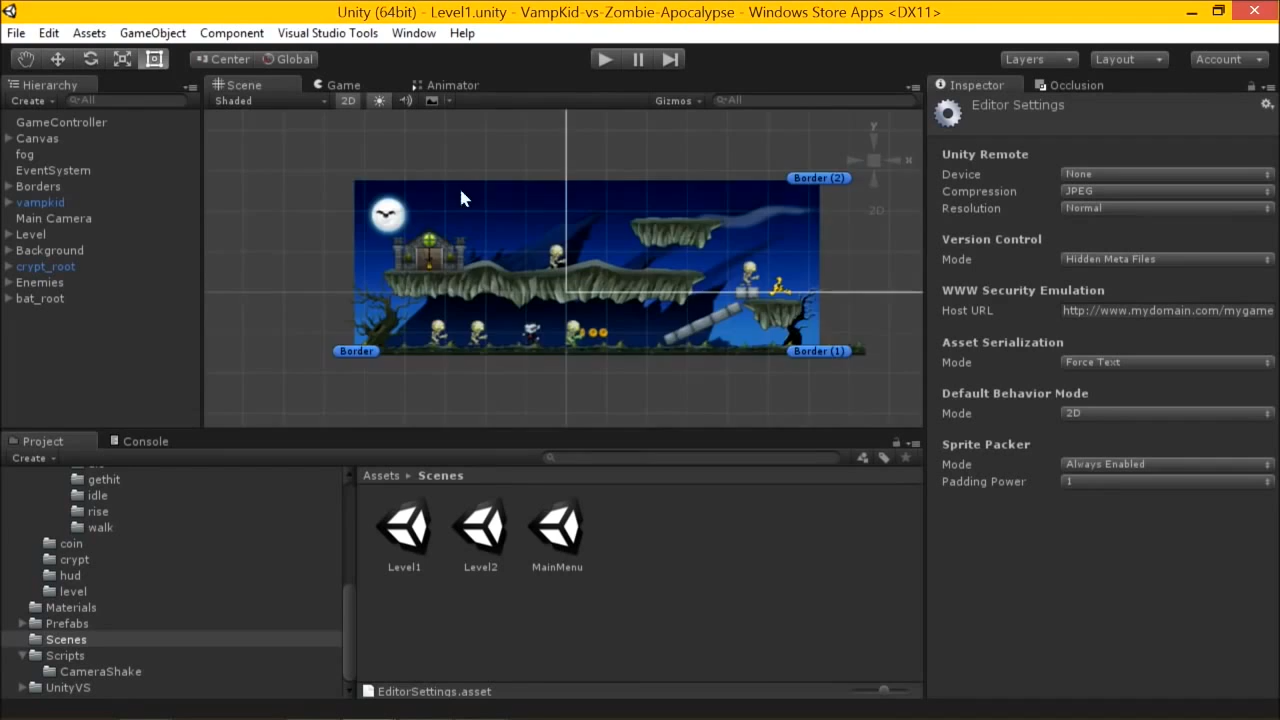 Unity (64bit) - Level1.unity - VampKid-vs-Zombie-Apocalypse - Windows Store Apps <DX11>
File Edit Assets GameObject Component Visual Studio Tools Window Help
Center Global Layers Layout Account
Hierarchy
Create All
GameController
Canvas
fog
EventSystem
Borders
vampkid
Main Camera
Level
Background
crypt_root
Enemies
bat_root
Scene Game Animator
Shaded 2D Gizmos All
y
x
2D
Border (2)
Border
Border (1)
Inspector Occlusion
Editor Settings
Unity Remote
Device None
Compression JPEG
Resolution Normal
Version Control
Mode Hidden Meta Files
WWW Security Emulation
Host URL http://www.mydomain.com/mygame
Asset Serialization
Mode Force Text
Default Behavior Mode
Mode 2D
Sprite Packer
Mode Always Enabled
Padding Power 1
Project Console
Create
gethit
idle
rise
walk
coin
crypt
hud
level
Materials
Prefabs
Scenes
Scripts
CameraShake
UnityVS
Assets Scenes
Level1 Level2 MainMenu
EditorSettings.asset